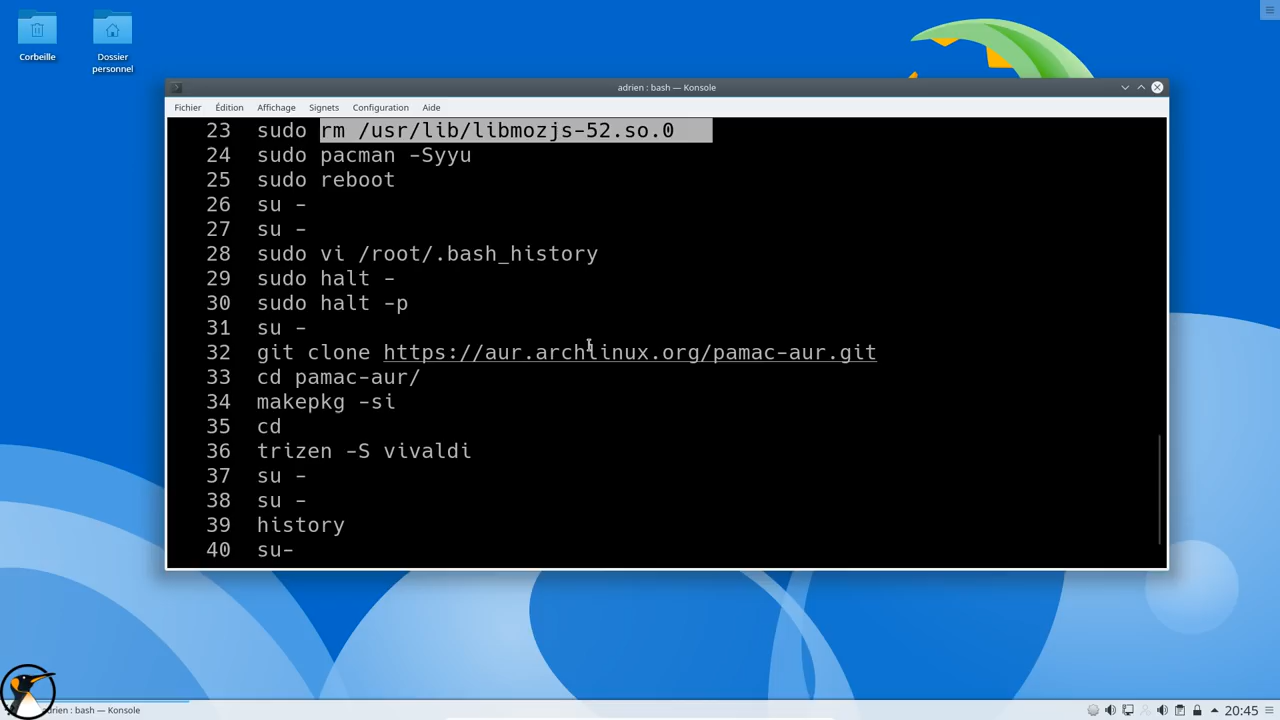 Corbeille
Dossier
personnel
adrien : bash — Konsole
Fichier Édition Affichage Signets Configuration Aide
23 sudo rm /usr/lib/libmozjs-52.so.0
24 sudo pacman -Syyu
25 sudo reboot
26 su -
27 su -
28 sudo vi /root/.bash_history
29 sudo halt -
30 sudo halt -p
31 su -
32 git clone https://aur.archlinux.org/pamac-aur.git
33 cd pamac-aur/
34 makepkg -si
35 cd
36 trizen -S vivaldi
37 su -
38 su -
39 history
40 su-
adrien : bash — Konsole
20:45